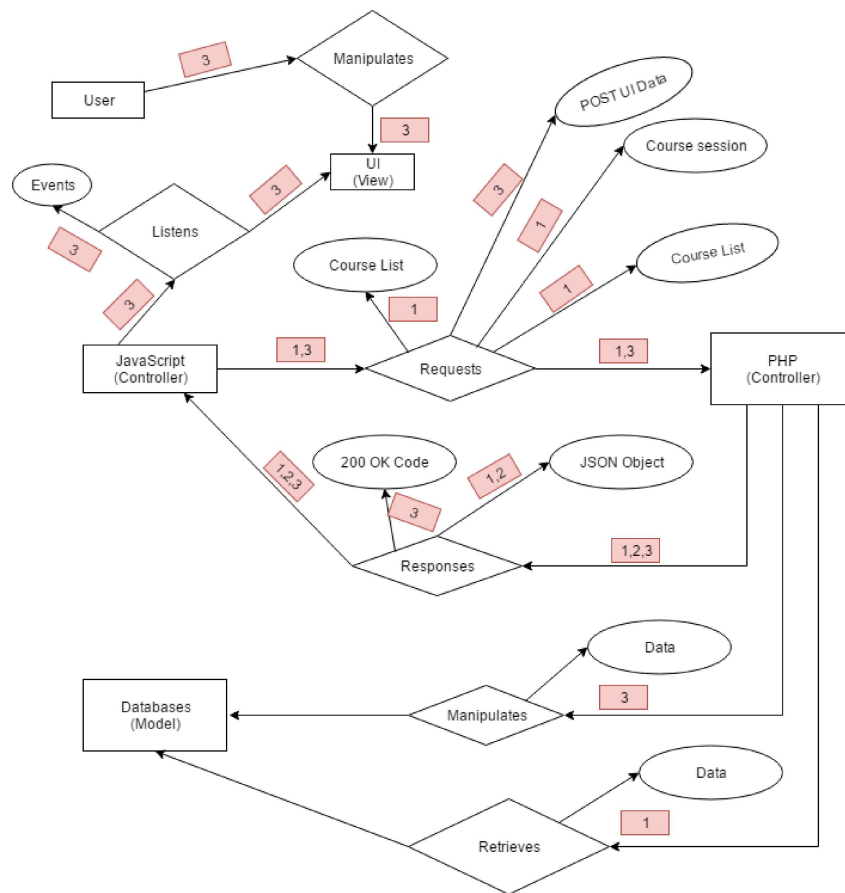 3
Manipulates
User
3
UI
(View)
POST UI Data
Course session
Events
3
Listens
3
3
1
3
Course List
Course List
1
1
3
JavaScript
(Controller)
1,3
Requests
1,3
PHP
(Controller)
200 OK Code
JSON Object
1,2,3
1,2
3
Responses
1,2,3
Data
Databases
(Model)
Manipulates
3
Data
1
Retrieves